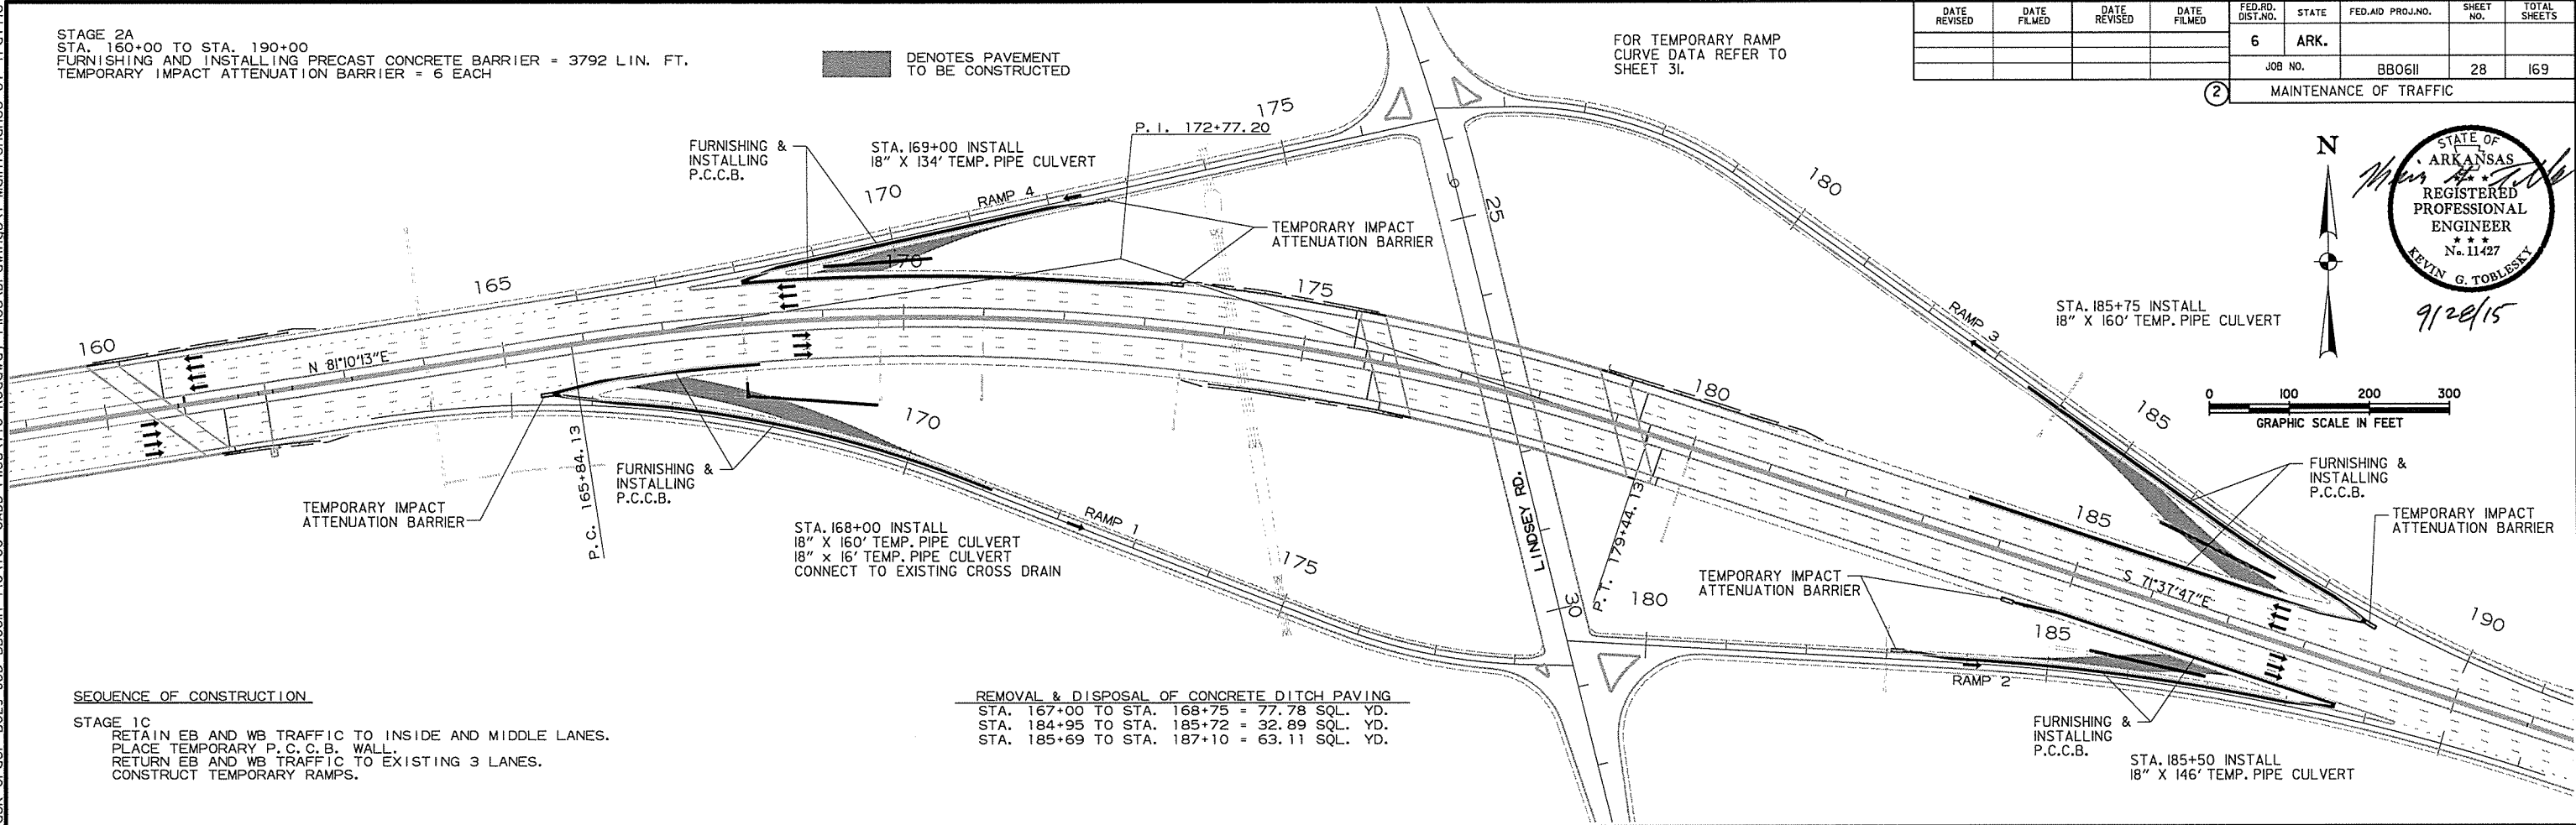 STAGE 2A
STA. 160+00 TO STA. 190+00
FURNISHING AND INSTALLING PRECAST CONCRETE BARRIER = 3792 LIN. FT.
TEMPORARY IMPACT ATTENUATION BARRIER = 6 EACH
DENOTES PAVEMENT
TO BE CONSTRUCTED
FOR TEMPORARY RAMP
CURVE DATA REFER TO
SHEET 31.
DATE REVISED
DATE FILMED
DATE REVISED
DATE FILMED
FED.RD. DIST.NO.
STATE
FED.AID PROJ.NO.
SHEET NO.
TOTAL SHEETS
6
ARK.
JOB NO.
BB0611
28
169
2
MAINTENANCE OF TRAFFIC
N
STATE OF
ARKANSAS
★ ★ ★
REGISTERED
PROFESSIONAL
ENGINEER
★ ★ ★
No. 11427
KEVIN G. TOBLESKY
9/28/15
0 100 200 300
GRAPHIC SCALE IN FEET
FURNISHING &
INSTALLING
P.C.C.B.
STA. 169+00 INSTALL
18" X 134' TEMP. PIPE CULVERT
P.I. 172+77.20
175
170
RAMP 4
TEMPORARY IMPACT
ATTENUATION BARRIER
170
165
175
160
N 81°10'13"E
25
180
RAMP 3
STA. 185+75 INSTALL
18" X 160' TEMP. PIPE CULVERT
185
180
FURNISHING &
INSTALLING
P.C.C.B.
TEMPORARY IMPACT
ATTENUATION BARRIER
185
S 71°37'47"E
190
170
P.C. 165+84.13
FURNISHING &
INSTALLING
P.C.C.B.
TEMPORARY IMPACT
ATTENUATION BARRIER
RAMP 1
STA. 168+00 INSTALL
18" X 160' TEMP. PIPE CULVERT
18" x 16' TEMP. PIPE CULVERT
CONNECT TO EXISTING CROSS DRAIN
175
LINDSEY RD.
30
P.T. 179+44.13
180
TEMPORARY IMPACT
ATTENUATION BARRIER
185
RAMP 2
FURNISHING &
INSTALLING
P.C.C.B.
STA. 185+50 INSTALL
18" X 146' TEMP. PIPE CULVERT
SEQUENCE OF CONSTRUCTION
STAGE 1C
RETAIN EB AND WB TRAFFIC TO INSIDE AND MIDDLE LANES.
PLACE TEMPORARY P.C.C.B. WALL.
RETURN EB AND WB TRAFFIC TO EXISTING 3 LANES.
CONSTRUCT TEMPORARY RAMPS.
REMOVAL & DISPOSAL OF CONCRETE DITCH PAVING
STA. 167+00 TO STA. 168+75 = 77.78 SQL. YD.
STA. 184+95 TO STA. 185+72 = 32.89 SQL. YD.
STA. 185+69 TO STA. 187+10 = 63.11 SQL. YD.